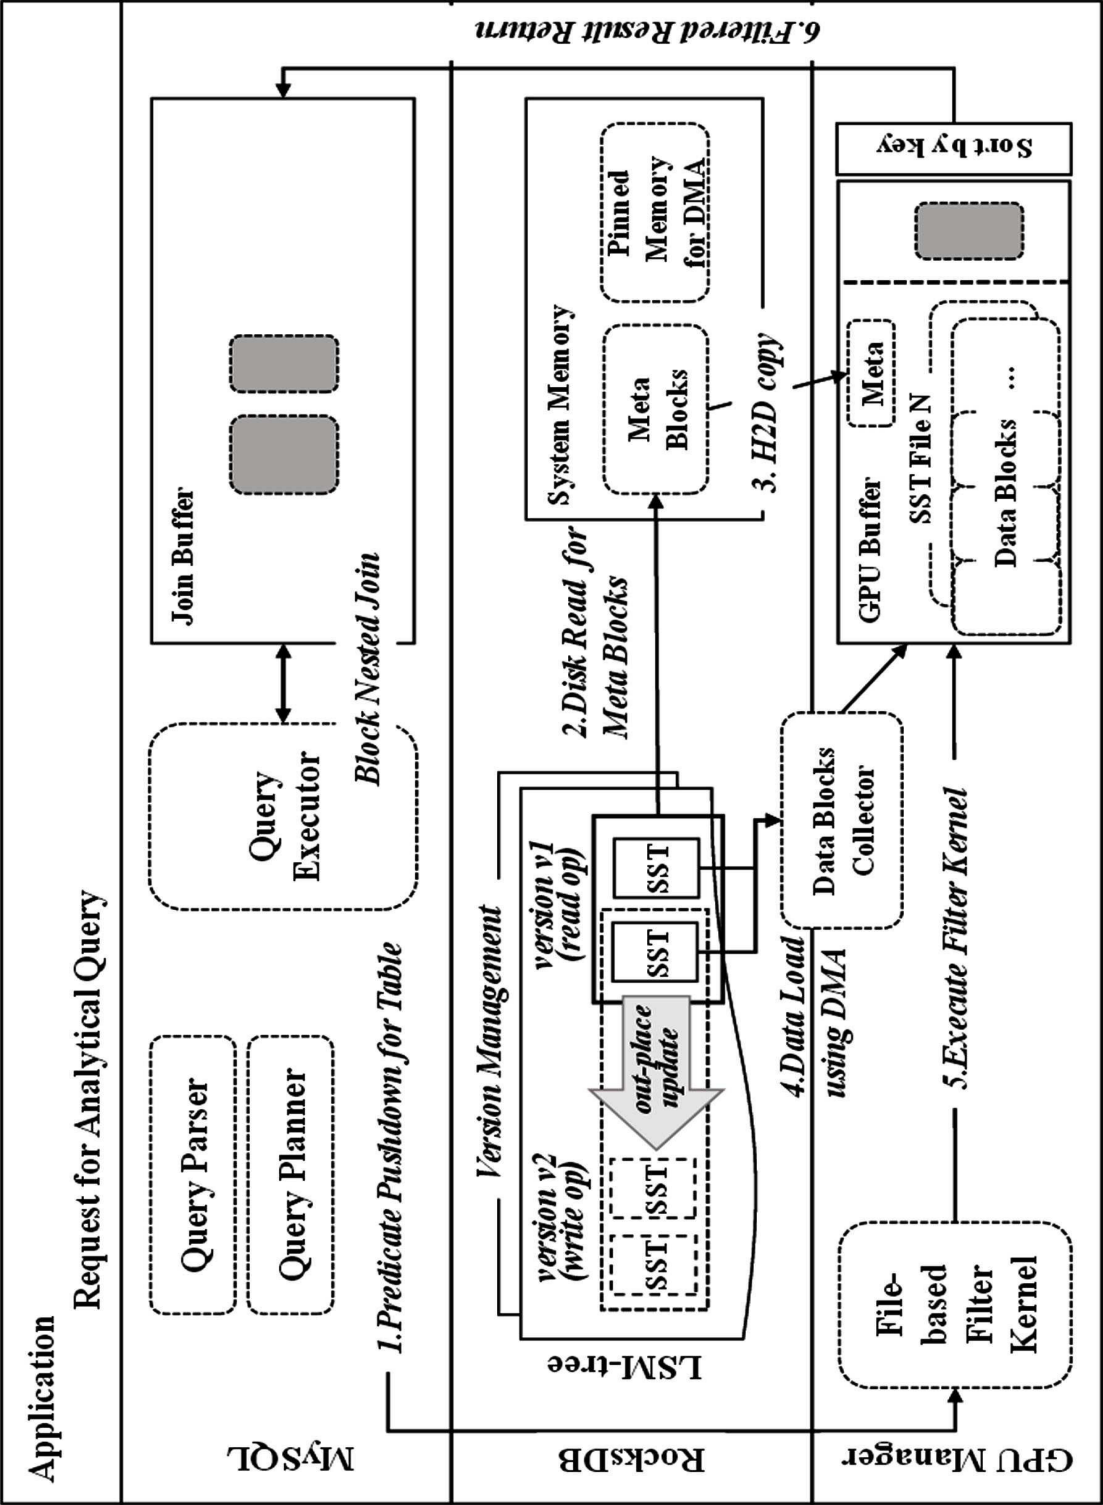 Application
Request for Analytical Query
MySQL
Query Parser
Query Planner
Query
Executor
Join Buffer
Block Nested Join
1.Predicate Pushdown for Table
6.Filtered Result Return
RocksDB
LSM-tree
Version Management
version v2
(write op)
SST
SST
out-place
update
version v1
(read op)
SST
SST
2.Disk Read for
Meta Blocks
System Memory
Meta
Blocks
Pinned
Memory
for DMA
3. H2D copy
4.Data Load
using DMA
GPU Manager
File-
based
Filter
Kernel
5.Execute Filter Kernel
Data Blocks
Collector
GPU Buffer
Meta
SST File N
Data Blocks
...
Sort by key